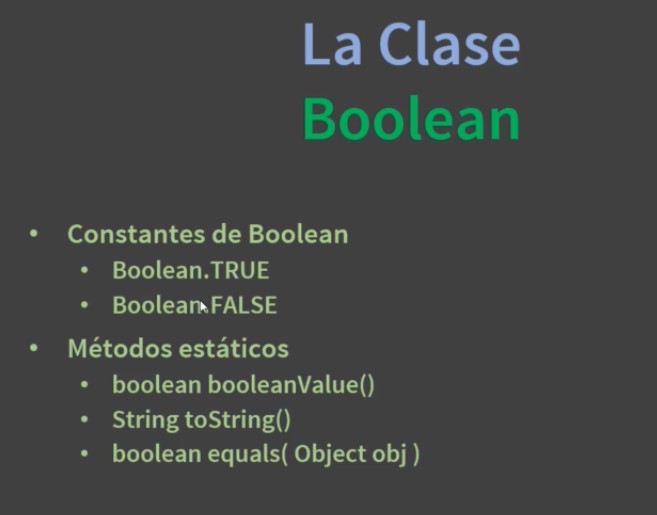 La Clase
Boolean
• Constantes de Boolean
• Boolean.TRUE
• Boolean.FALSE
• Métodos estáticos
• boolean booleanValue()
• String toString()
• boolean equals( Object obj )